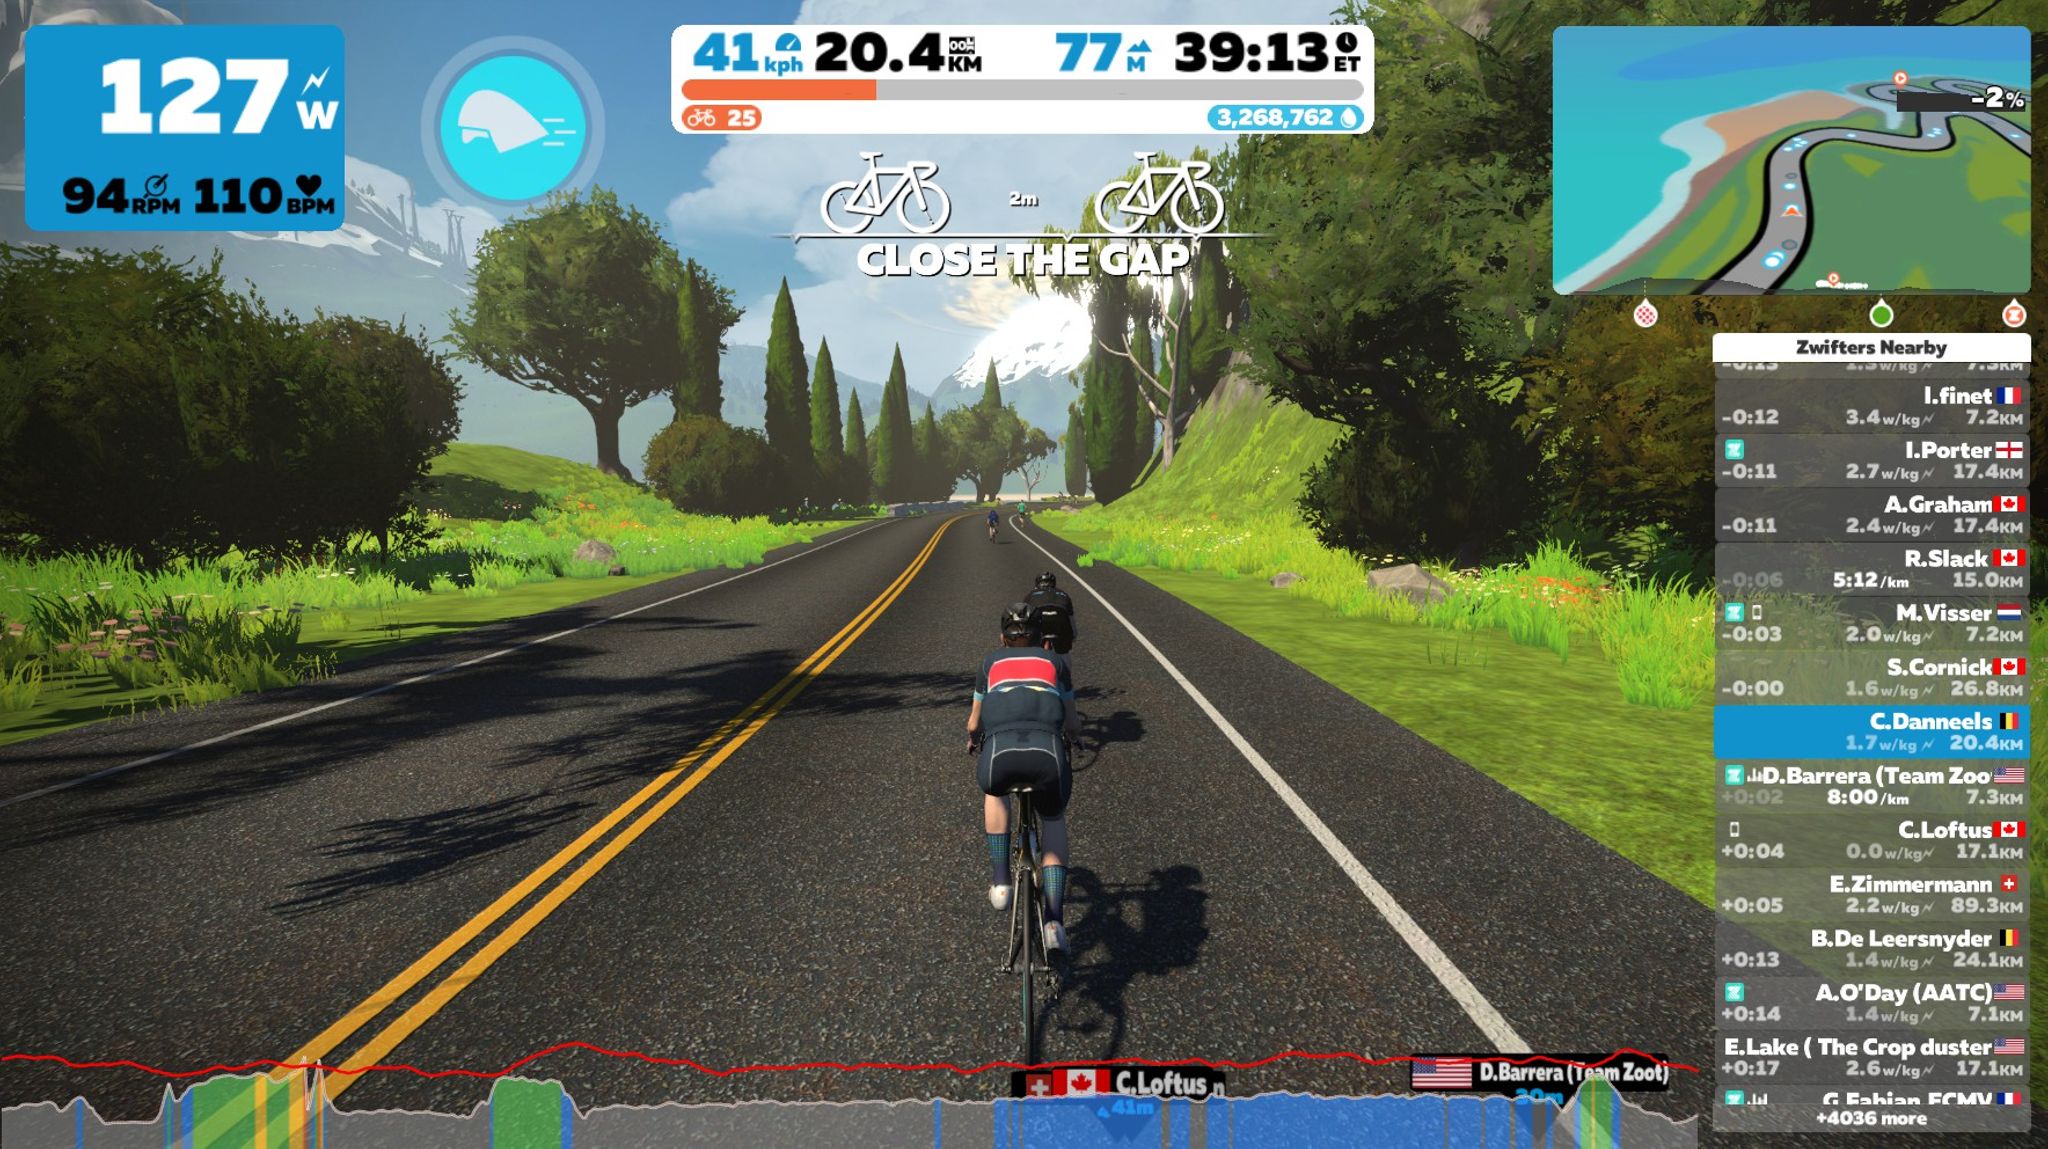 127 W
94 RPM 110 BPM
41 kph 20.4 KM 77 M 39:13 ET
25 3,268,762
2m
CLOSE THE GAP
-2%
Zwifters Nearby
I.finet
-0:12 3.4 w/kg 7.2KM
I.Porter
-0:11 2.7 w/kg 17.4KM
A.Graham
-0:11 2.4 w/kg 17.4KM
R.Slack
-0:06 5:12 /km 15.0KM
M.Visser
-0:03 2.0 w/kg 7.2KM
S.Cornick
-0:00 1.6 w/kg 26.8KM
C.Danneels
1.7 w/kg 20.4KM
D.Barrera (Team Zoo
+0:02 8:00 /km 7.3KM
C.Loftus
+0:04 0.0 w/kg 17.1KM
E.Zimmermann
+0:05 2.2 w/kg 89.3KM
B.De Leersnyder
+0:13 1.4 w/kg 24.1KM
A.O'Day (AATC)
+0:14 1.4 w/kg 7.1KM
E.Lake ( The Crop duster
+0:17 2.6 w/kg 17.1KM
G.Fabian ECMV
+4036 more
C.Loftus
41m
D.Barrera (Team Zoot)